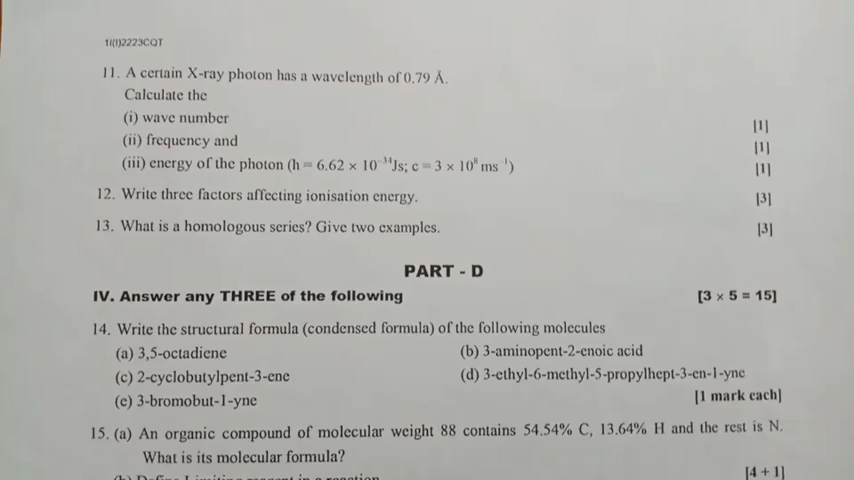 11(I)2223CQT
11. A certain X-ray photon has a wavelength of 0.79 Å.
Calculate the
(i) wave number [1]
(ii) frequency and [1]
(iii) energy of the photon (h = 6.62 × 10⁻³⁴Js; c = 3 × 10⁸ ms⁻¹) [1]
12. Write three factors affecting ionisation energy. [3]
13. What is a homologous series? Give two examples. [3]
PART - D
IV. Answer any THREE of the following [3 × 5 = 15]
14. Write the structural formula (condensed formula) of the following molecules
(a) 3,5-octadiene (b) 3-aminopent-2-enoic acid
(c) 2-cyclobutylpent-3-ene (d) 3-ethyl-6-methyl-5-propylhept-3-en-1-yne
(e) 3-bromobut-1-yne [1 mark each]
15. (a) An organic compound of molecular weight 88 contains 54.54% C, 13.64% H and the rest is N.
What is its molecular formula?
(b) Define Limiting reagent in a reaction [4 + 1]